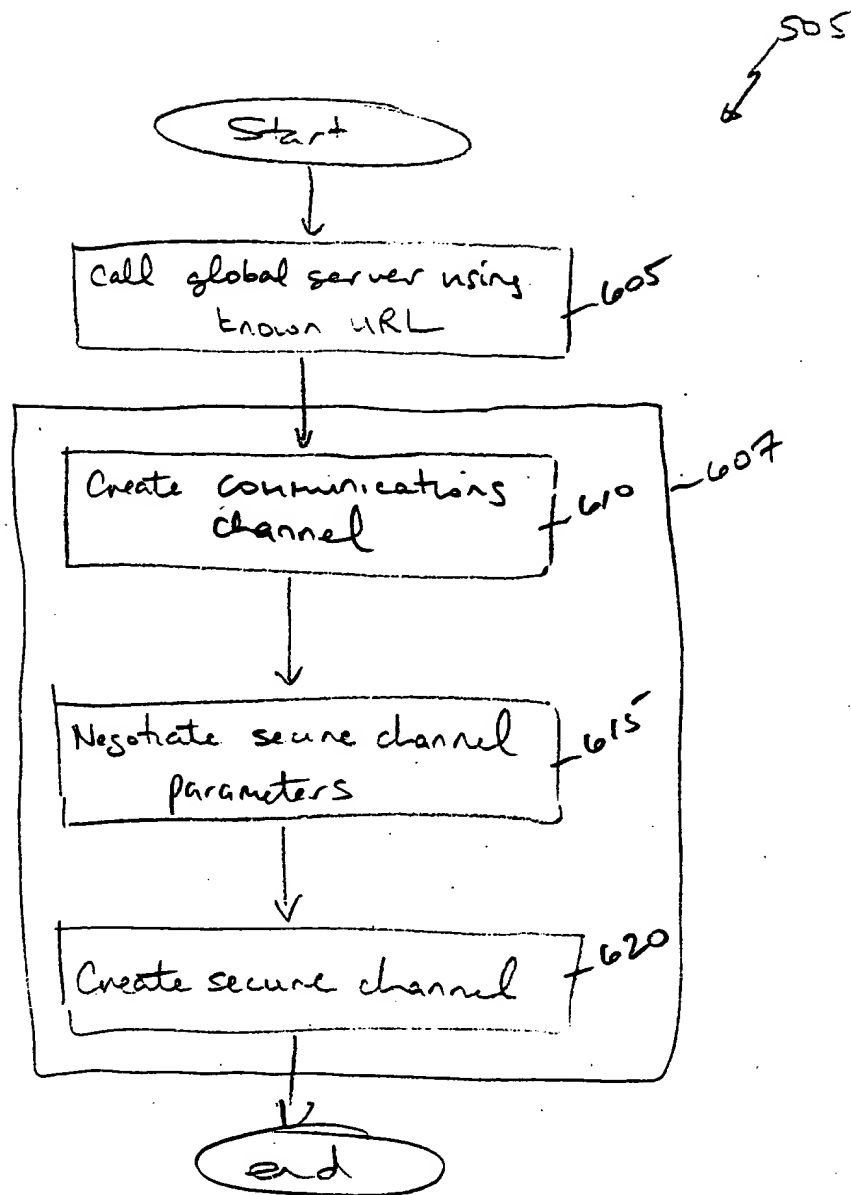 505
Start
Call global server using
known URL
605
607
Create communications
channel
610
Negotiate secure channel
parameters
615
Create secure channel
620
end